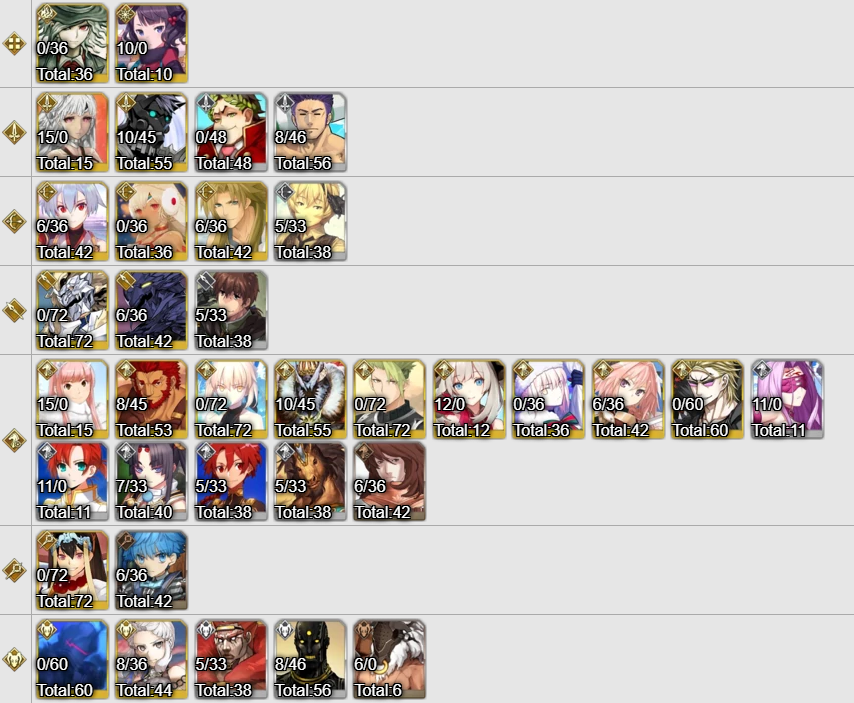 0/36 10/0
Total:36 Total:10
15/0 10/45 0/48 8/46
Total:15 Total:55 Total:48 Total:56
6/36 0/36 6/36 5/33
Total:42 Total:36 Total:42 Total:38
0/72 6/36 5/33
Total:72 Total:42 Total:38
15/0 8/45 0/72 10/45 0/72 12/0 0/36 6/36 0/60 11/0
Total:15 Total:53 Total:72 Total:55 Total:72 Total:12 Total:36 Total:42 Total:60 Total:11
11/0 7/33 5/33 5/33 6/36
Total:11 Total:40 Total:38 Total:38 Total:42
0/72 6/36
Total:72 Total:42
0/60 8/36 5/33 8/46 6/0
Total:60 Total:44 Total:38 Total:56 Total:6